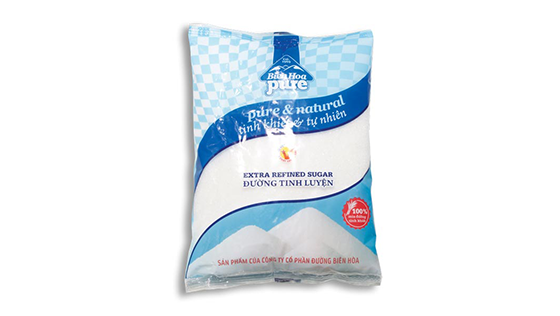 Biên Hòa
pure
pure & natural
tinh khiết & tự nhiên
EXTRA REFINED SUGAR
ĐƯỜNG TINH LUYỆN
100%
SẢN PHẨM CỦA CÔNG TY CỔ PHẦN ĐƯỜNG BIÊN HÒA